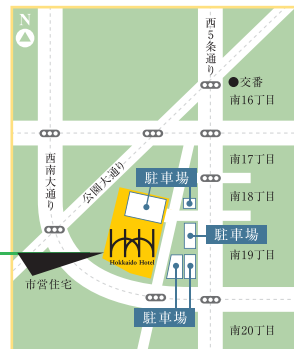 N
西5条通り
●交番
南16丁目
西南大通り
公園大通り
南17丁目
駐車場
南18丁目
駐車場
南19丁目
Hokkaido Hotel
市営住宅
駐車場
南20丁目